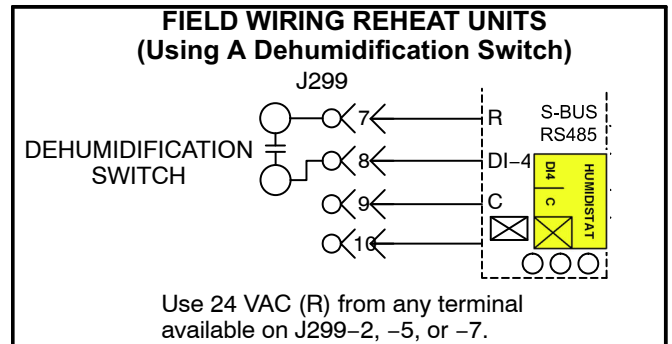 FIELD WIRING REHEAT UNITS
(Using A Dehumidification Switch)
J299
DEHUMIDIFICATION
SWITCH
7
8
9
10
R
DI–4
C
S-BUS
RS485
DI4
C
HUMIDISTAT
Use 24 VAC (R) from any terminal
available on J299–2, –5, or –7.